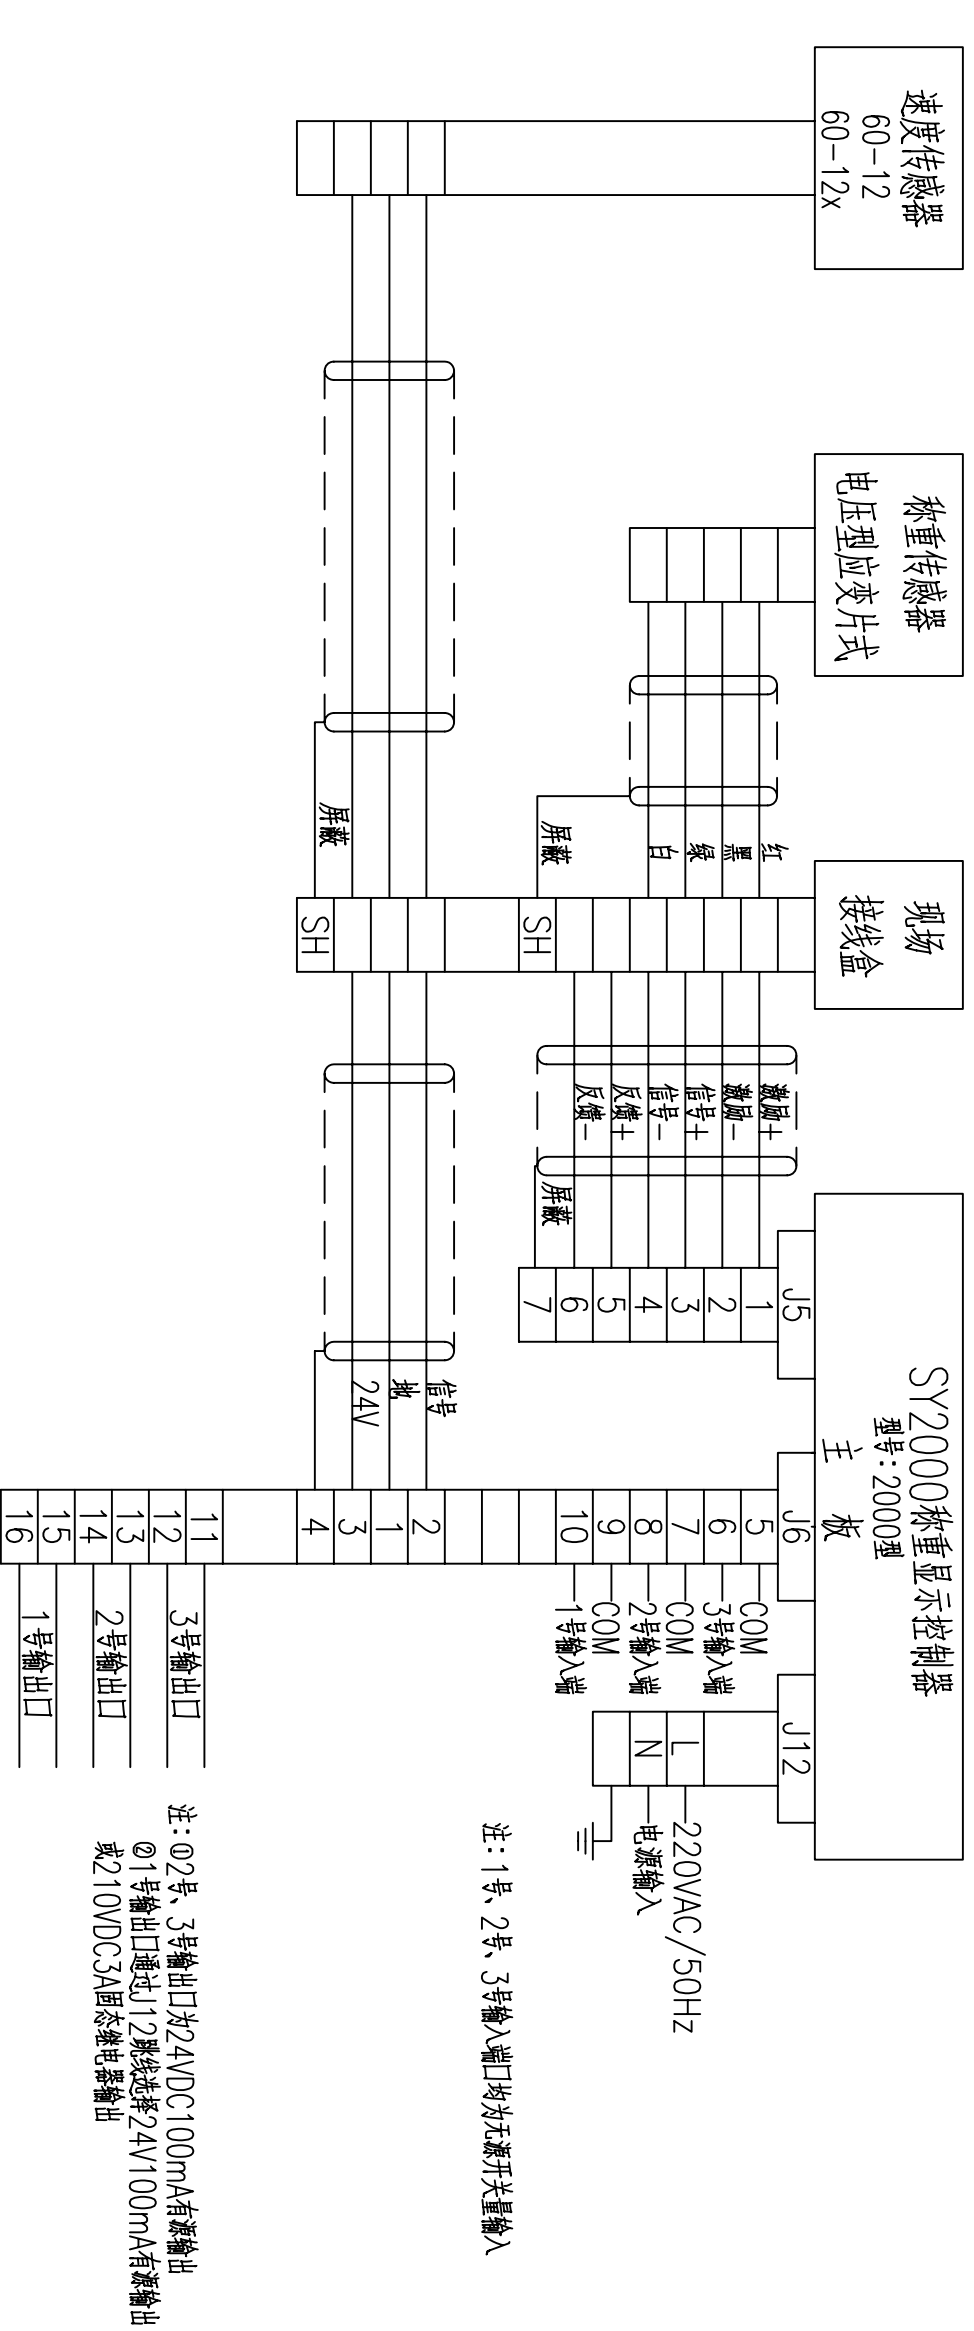 速度传感器
60-12
60-12x
称重传感器
电压型应变片式
现场
接线盒
SY2000称重显示控制器
型号：2000型
主 板
J5
J6
J12
红
黑
绿
白
屏蔽
SH
激励+
激励-
信号+
信号-
反馈+
反馈-
屏蔽
1
2
3
4
5
6
7
屏蔽
SH
信号
地
24V
5
6
7
8
9
10
2
1
3
4
11
12
13
14
15
16
COM
3号输入端
COM
2号输入端
COM
1号输入端
L
N
220VAC/50Hz
电源输入
3号输出口
2号输出口
1号输出口
注：1号、2号、3号输入端口均为无源开关量输入
注：①2号、3号输出口为24VDC100mA有源输出
②1号输出口通过J12跳线选择24V100mA有源输出
或210VDC3A固态继电器输出